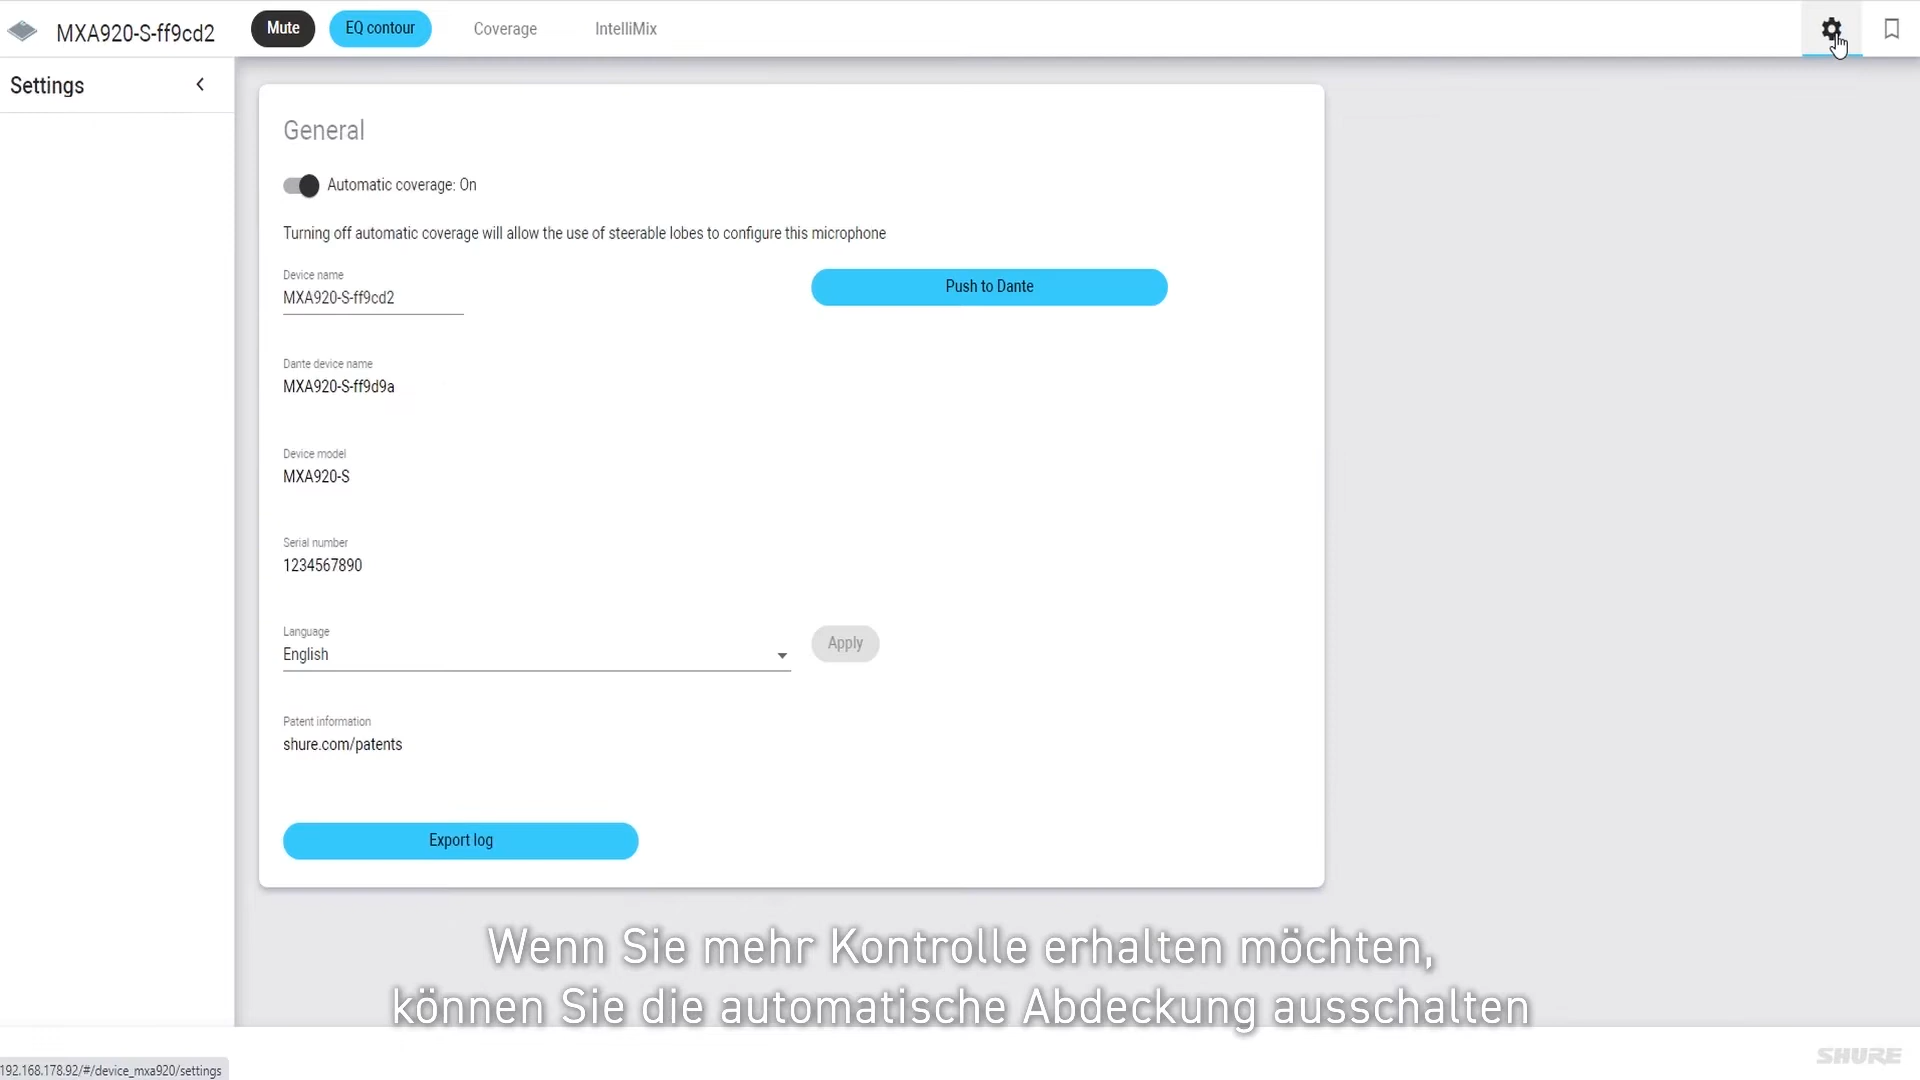 MXA920-S-ff9cd2
Mute
EQ contour
Coverage
IntelliMix
Settings
General
Automatic coverage: On
Turning off automatic coverage will allow the use of steerable lobes to configure this microphone
Device name
MXA920-S-ff9cd2
Push to Dante
Dante device name
MXA920-S-ff9d9a
Device model
MXA920-S
Serial number
1234567890
Language
English
Apply
Patent information
shure.com/patents
Export log
Wenn Sie mehr Kontrolle erhalten möchten,
können Sie die automatische Abdeckung ausschalten
SHURE
192.168.178.92/#/device_mxa920/settings